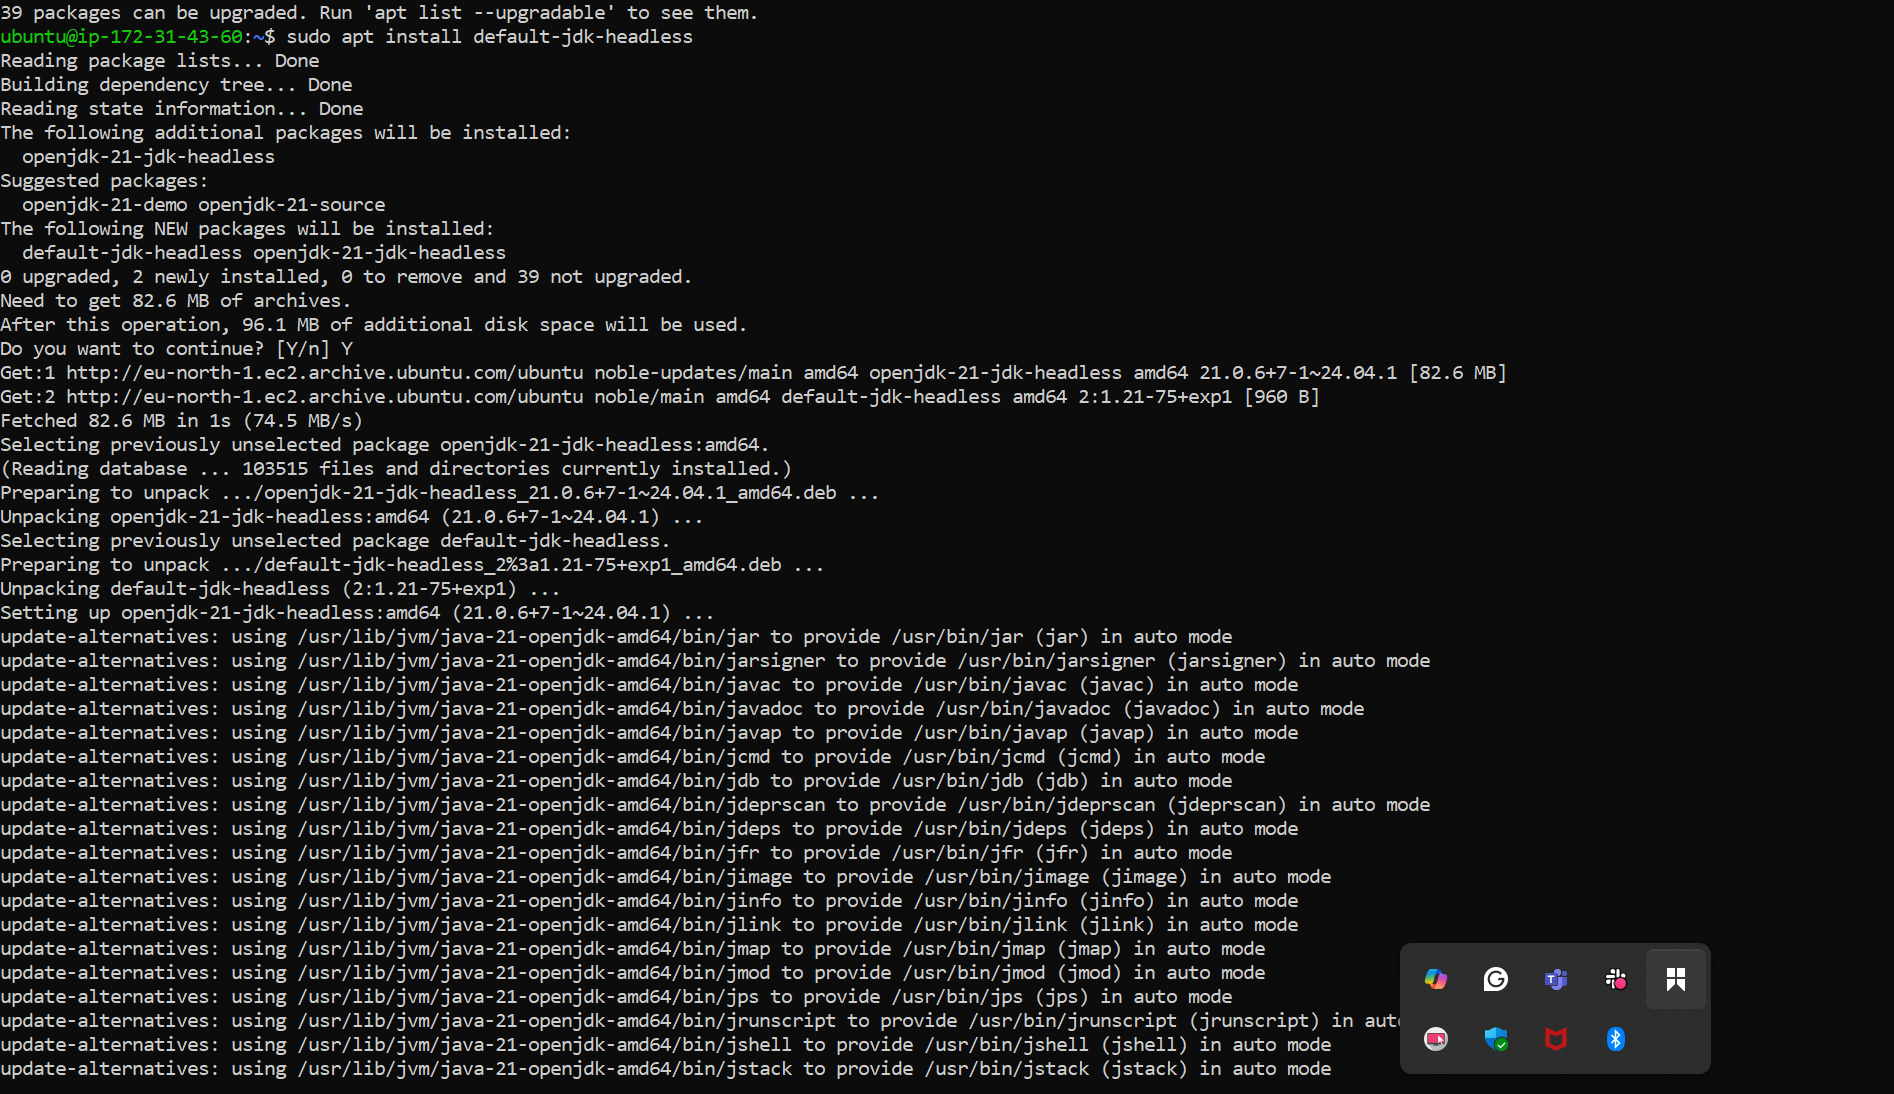 39 packages can be upgraded. Run 'apt list --upgradable' to see them.
ubuntu@ip-172-31-43-60:~$ sudo apt install default-jdk-headless
Reading package lists... Done
Building dependency tree... Done
Reading state information... Done
The following additional packages will be installed:
  openjdk-21-jdk-headless
Suggested packages:
  openjdk-21-demo openjdk-21-source
The following NEW packages will be installed:
  default-jdk-headless openjdk-21-jdk-headless
0 upgraded, 2 newly installed, 0 to remove and 39 not upgraded.
Need to get 82.6 MB of archives.
After this operation, 96.1 MB of additional disk space will be used.
Do you want to continue? [Y/n] Y
Get:1 http://eu-north-1.ec2.archive.ubuntu.com/ubuntu noble-updates/main amd64 openjdk-21-jdk-headless amd64 21.0.6+7-1~24.04.1 [82.6 MB]
Get:2 http://eu-north-1.ec2.archive.ubuntu.com/ubuntu noble/main amd64 default-jdk-headless amd64 2:1.21-75+exp1 [960 B]
Fetched 82.6 MB in 1s (74.5 MB/s)
Selecting previously unselected package openjdk-21-jdk-headless:amd64.
(Reading database ... 103515 files and directories currently installed.)
Preparing to unpack .../openjdk-21-jdk-headless_21.0.6+7-1~24.04.1_amd64.deb ...
Unpacking openjdk-21-jdk-headless:amd64 (21.0.6+7-1~24.04.1) ...
Selecting previously unselected package default-jdk-headless.
Preparing to unpack .../default-jdk-headless_2%3a1.21-75+exp1_amd64.deb ...
Unpacking default-jdk-headless (2:1.21-75+exp1) ...
Setting up openjdk-21-jdk-headless:amd64 (21.0.6+7-1~24.04.1) ...
update-alternatives: using /usr/lib/jvm/java-21-openjdk-amd64/bin/jar to provide /usr/bin/jar (jar) in auto mode
update-alternatives: using /usr/lib/jvm/java-21-openjdk-amd64/bin/jarsigner to provide /usr/bin/jarsigner (jarsigner) in auto mode
update-alternatives: using /usr/lib/jvm/java-21-openjdk-amd64/bin/javac to provide /usr/bin/javac (javac) in auto mode
update-alternatives: using /usr/lib/jvm/java-21-openjdk-amd64/bin/javadoc to provide /usr/bin/javadoc (javadoc) in auto mode
update-alternatives: using /usr/lib/jvm/java-21-openjdk-amd64/bin/javap to provide /usr/bin/javap (javap) in auto mode
update-alternatives: using /usr/lib/jvm/java-21-openjdk-amd64/bin/jcmd to provide /usr/bin/jcmd (jcmd) in auto mode
update-alternatives: using /usr/lib/jvm/java-21-openjdk-amd64/bin/jdb to provide /usr/bin/jdb (jdb) in auto mode
update-alternatives: using /usr/lib/jvm/java-21-openjdk-amd64/bin/jdeprscan to provide /usr/bin/jdeprscan (jdeprscan) in auto mode
update-alternatives: using /usr/lib/jvm/java-21-openjdk-amd64/bin/jdeps to provide /usr/bin/jdeps (jdeps) in auto mode
update-alternatives: using /usr/lib/jvm/java-21-openjdk-amd64/bin/jfr to provide /usr/bin/jfr (jfr) in auto mode
update-alternatives: using /usr/lib/jvm/java-21-openjdk-amd64/bin/jimage to provide /usr/bin/jimage (jimage) in auto mode
update-alternatives: using /usr/lib/jvm/java-21-openjdk-amd64/bin/jinfo to provide /usr/bin/jinfo (jinfo) in auto mode
update-alternatives: using /usr/lib/jvm/java-21-openjdk-amd64/bin/jlink to provide /usr/bin/jlink (jlink) in auto mode
update-alternatives: using /usr/lib/jvm/java-21-openjdk-amd64/bin/jmap to provide /usr/bin/jmap (jmap) in auto mode
update-alternatives: using /usr/lib/jvm/java-21-openjdk-amd64/bin/jmod to provide /usr/bin/jmod (jmod) in auto mode
update-alternatives: using /usr/lib/jvm/java-21-openjdk-amd64/bin/jps to provide /usr/bin/jps (jps) in auto mode
update-alternatives: using /usr/lib/jvm/java-21-openjdk-amd64/bin/jrunscript to provide /usr/bin/jrunscript (jrunscript) in
update-alternatives: using /usr/lib/jvm/java-21-openjdk-amd64/bin/jshell to provide /usr/bin/jshell (jshell) in auto mode
update-alternatives: using /usr/lib/jvm/java-21-openjdk-amd64/bin/jstack to provide /usr/bin/jstack (jstack) in auto mode